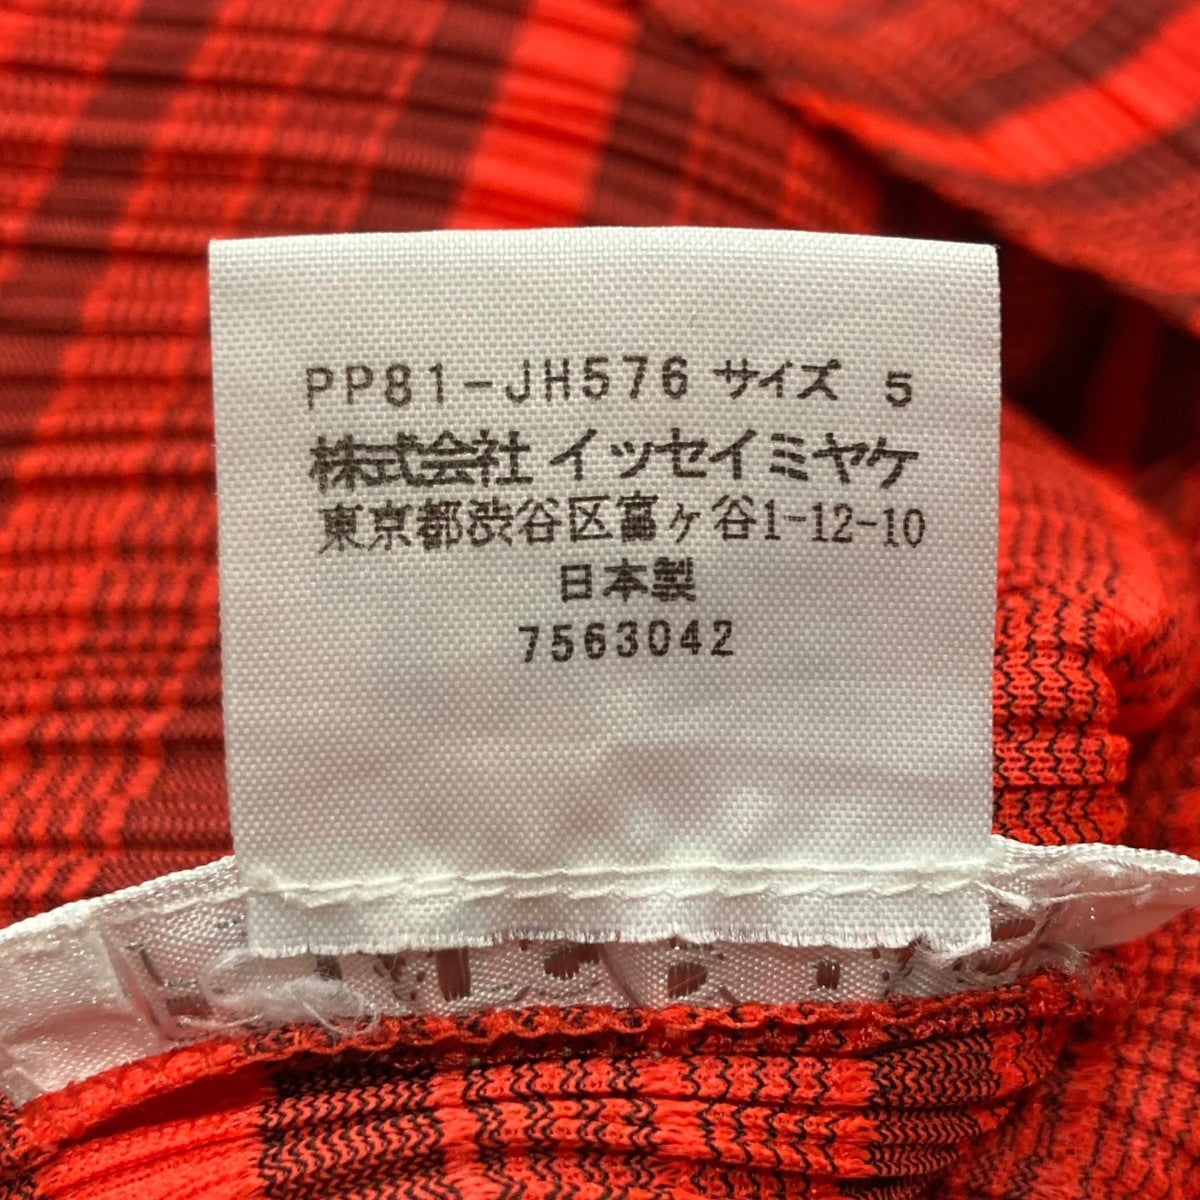 PP81-JH576 サイズ 5
株式会社 イッセイミヤケ
東京都渋谷区富ヶ谷1-12-10
日本製
7563042